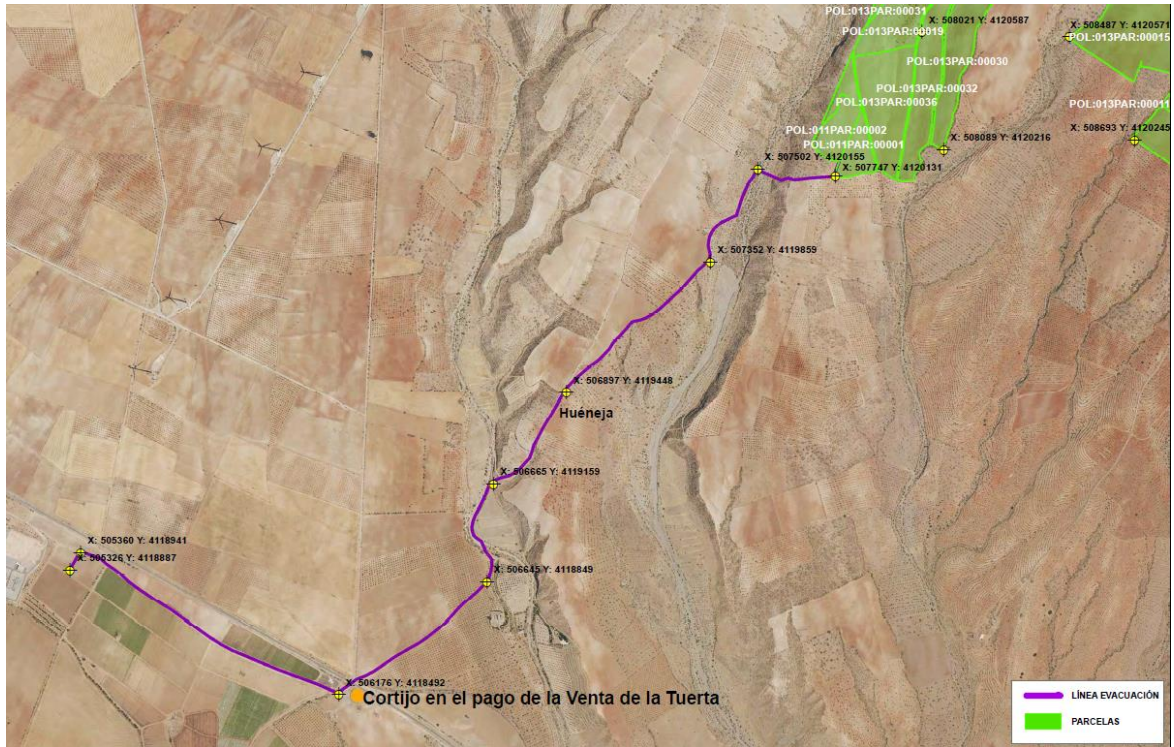 POL:013PAR:00031
X: 508021 Y: 4120587
X: 508487 Y: 4120571
POL:013PAR:00019
POL:013PAR:00015
POL:013PAR:00030
POL:013PAR:00032
POL:013PAR:00036
POL:013PAR:00011
POL:011PAR:00002
X: 508693 Y: 4120245
POL:011PAR:00001
X: 508089 Y: 4120216
X: 507502 Y: 4120155
X: 507747 Y: 4120131
X: 507352 Y: 4119859
X: 506897 Y: 4119448
Huéneja
X: 506665 Y: 4119159
X: 505360 Y: 4118941
X: 505326 Y: 4118887
X: 506645 Y: 4118849
X: 506176 Y: 4118492
Cortijo en el pago de la Venta de la Tuerta
LÍNEA EVACUACIÓN
PARCELAS